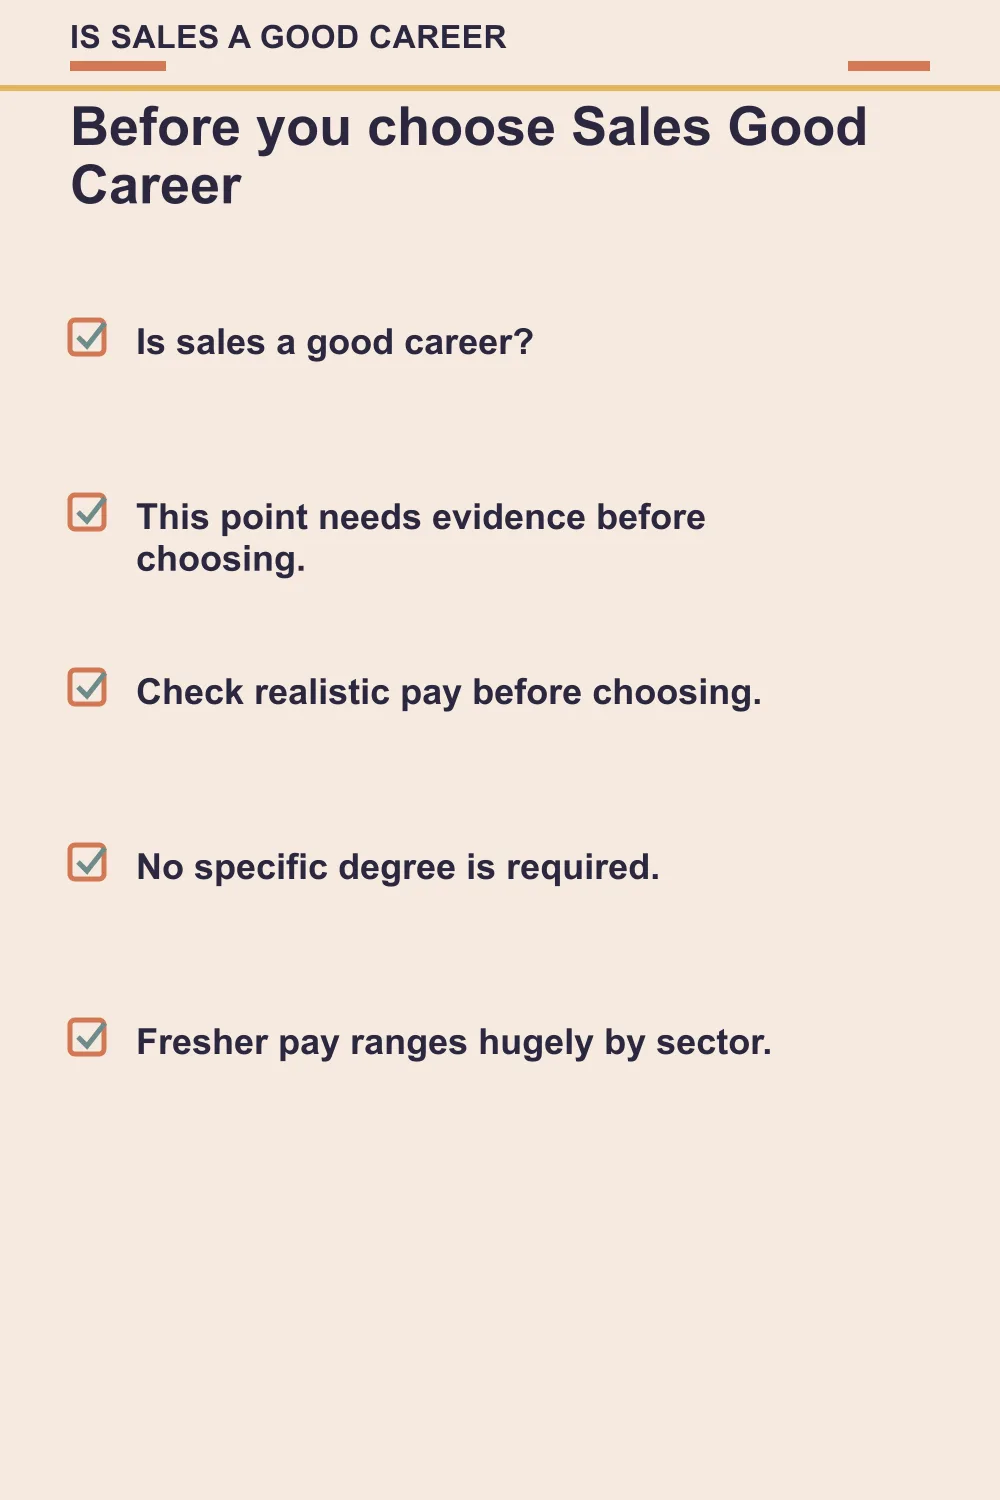 IS SALES A GOOD CAREER
Before you choose Sales Good
Career
Is sales a good career?
This point needs evidence before
choosing.
Check realistic pay before choosing.
No specific degree is required.
Fresher pay ranges hugely by sector.